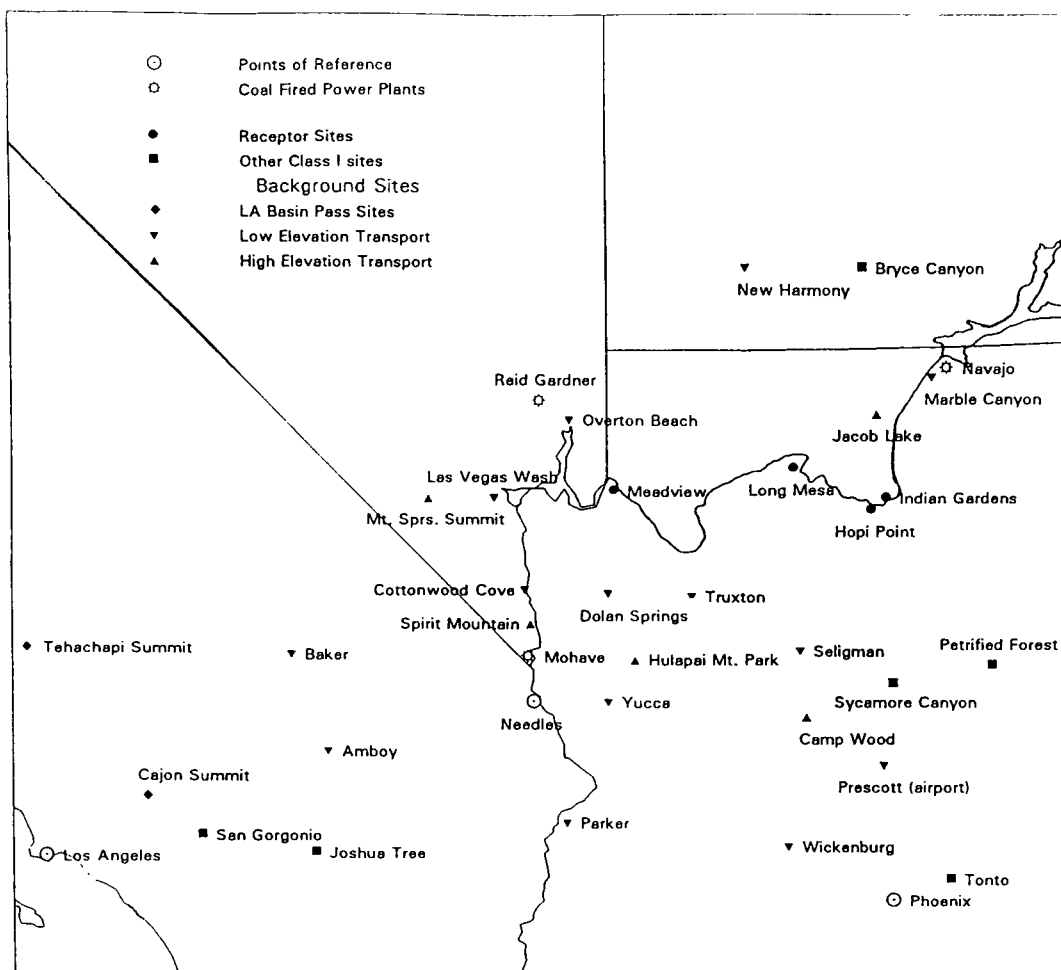 Points of Reference
Coal Fired Power Plants
Receptor Sites
Other Class I sites
Background Sites
LA Basin Pass Sites
Low Elevation Transport
High Elevation Transport
New Harmony
Bryce Canyon
Reid Gardner
Navajo
Marble Canyon
Overton Beach
Jacob Lake
Las Vegas Wash
Meadview
Long Mesa
Indian Gardens
Mt. Sprs. Summit
Hopi Point
Cottonwood Cove
Dolan Springs
Truxton
Spirit Mountain
Tehachapi Summit
Baker
Mohave
Hulapai Mt. Park
Seligman
Petrified Forest
Sycamore Canyon
Needles
Yucca
Camp Wood
Amboy
Cajon Summit
Prescott (airport)
San Gorgonio
Parker
Los Angeles
Joshua Tree
Wickenburg
Tonto
Phoenix